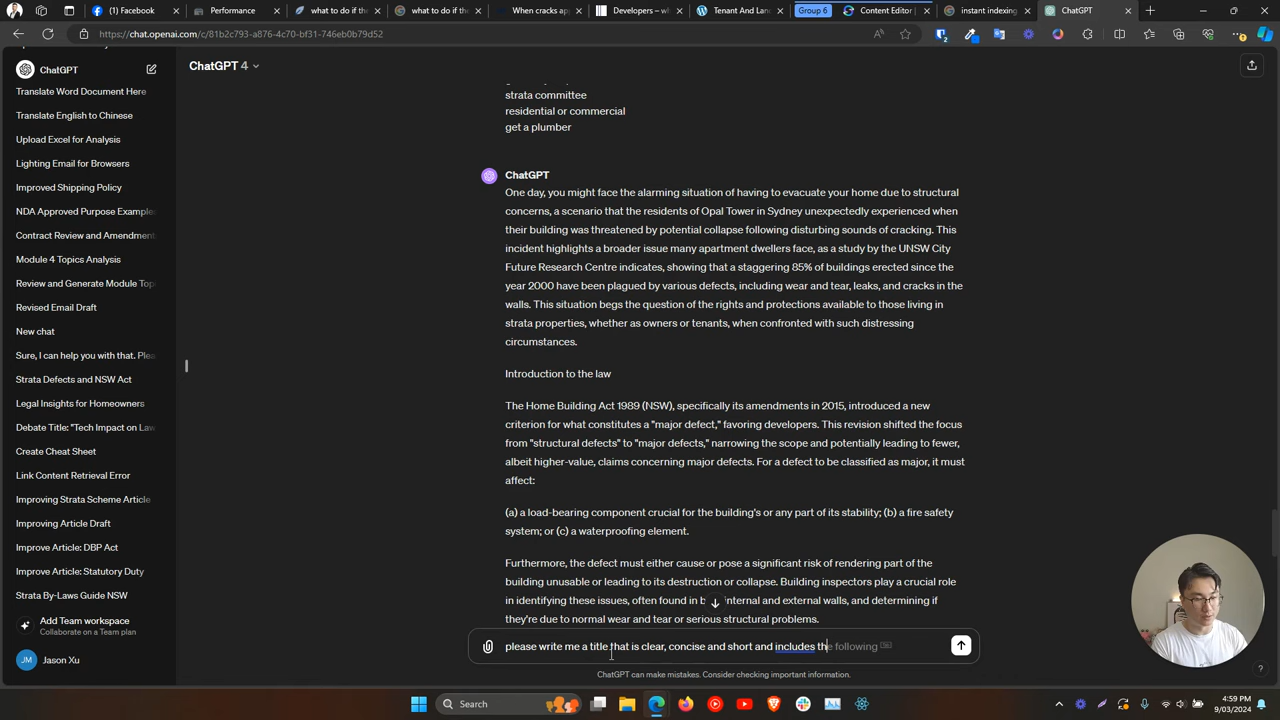 (1) Facebook
Performance
what to do if the
what to do if the
When cracks ap
Developers – wh
Tenant And Lan
Group 6
Content Editor
instant indexing
ChatGPT
https://chat.openai.com/c/81b2c793-a876-4c70-bf31-746eb0b79d52
ChatGPT
Translate Word Document Here
Translate English to Chinese
Upload Excel for Analysis
Lighting Email for Businesses
Improved Shipping Policy
NDA Approved Purpose Examples
Contract Review and Amendmen
Module 4 Topics Analysis
Review and Generate Module Top
Revised Email Draft
New chat
Sure, I can help you with that. Plea
Strata Defects and NSW Act
Legal Insights for Homeowners
Debate Title: "Tech Impact on Law
Create Cheat Sheet
Link Content Retrieval Error
Improving Strata Scheme Article
Improving Article Draft
Improve Article: DBP Act
Improve Article: Statutory Duty
Strata By-Laws Guide NSW
Add Team workspace
Collaborate on a Team plan
JM
Jason Xu
ChatGPT 4
strata committee
residential or commercial
get a plumber
ChatGPT
One day, you might face the alarming situation of having to evacuate your home due to structural
concerns, a scenario that the residents of Opal Tower in Sydney unexpectedly experienced when
their building was threatened by potential collapse following disturbing sounds of cracking. This
incident highlights a broader issue many apartment dwellers face, as a study by the UNSW City
Future Research Centre indicates, showing that a staggering 85% of buildings erected since the
year 2000 have been plagued by various defects, including wear and tear, leaks, and cracks in the
walls. This situation begs the question of the rights and protections available to those living in
strata properties, whether as owners or tenants, when confronted with such distressing
circumstances.
Introduction to the law
The Home Building Act 1989 (NSW), specifically its amendments in 2015, introduced a new
criterion for what constitutes a "major defect," favoring developers. This revision shifted the focus
from "structural defects" to "major defects," narrowing the scope and potentially leading to fewer,
albeit higher-value, claims concerning major defects. For a defect to be classified as major, it must
affect:
(a) a load-bearing component crucial for the building's or any part of its stability; (b) a fire safety
system; or (c) a waterproofing element.
Furthermore, the defect must either cause or pose a significant risk of rendering part of the
building unusable or leading to its destruction or collapse. Building inspectors play a crucial role
in identifying these issues, often found in b internal and external walls, and determining if
they're due to normal wear and tear or serious structural problems.
please write me a title that is clear, concise and short and includes the following
ChatGPT can make mistakes. Consider checking important information.
?
Search
4:59 PM
9/03/2024